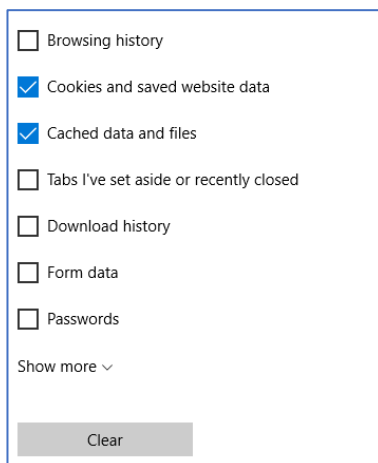 Browsing history
Cookies and saved website data
Cached data and files
Tabs I've set aside or recently closed
Download history
Form data
Passwords
Show more
Clear